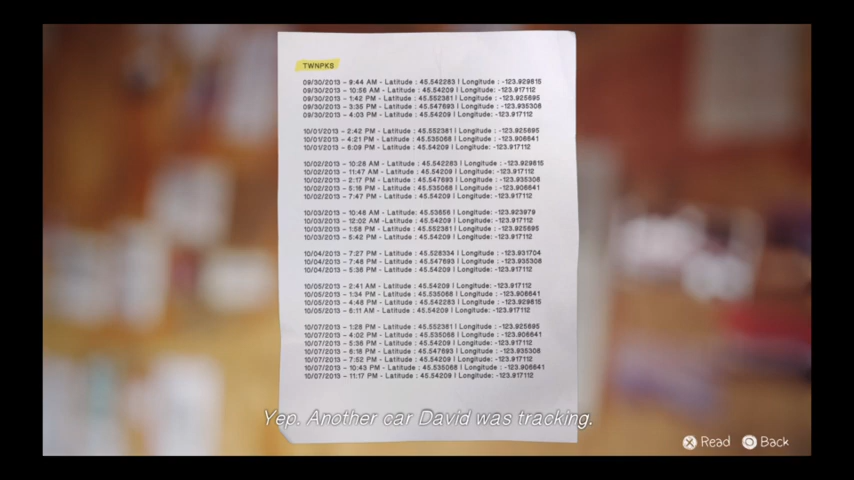 TWNPKS
09/30/2013 - 9:44 AM - Latitude : 45.542283 | Longitude : -123.929815
09/30/2013 - 10:56 AM - Latitude : 45.54209 | Longitude: -123.917112
09/30/2013 - 1:42 PM - Latitude : 45.552381 | Longitude : -123.925695
09/30/2013 - 3:35 PM - Latitude : 45.547693 | Longitude : -123.935308
09/30/2013 - 4:03 PM - Latitude : 45.54209 | Longitude : -123.917112
10/01/2013 - 2:42 PM - Latitude : 45.552381 | Longitude : -123.925695
10/01/2013 - 4:21 PM - Latitude : 45.535068 | Longitude : -123.906641
10/01/2013 - 6:09 PM - Latitude : 45.54209 | Longitude: -123.917112
10/02/2013 - 10:28 AM - Latitude : 45.542283 | Longitude : -123.929815
10/02/2013 - 11:47 AM - Latitude : 45.54209 | Longitude : -123.917112
10/02/2013 - 2:17 PM - Latitude : 45.547693 | Longitude : -123.935308
10/02/2013 - 5:16 PM - Latitude : 45.535068 | Longitude : -123.906641
10/02/2013 - 7:47 PM - Latitude : 45.54209 | Longitude : -123.917112
10/03/2013 - 10:46 AM - Latitude: 45.53656 | Longitude : -123.923979
10/03/2013 - 12:02 AM -Latitude : 45.54209 | Longitude : -123.917112
10/03/2013 - 1:58 PM - Latitude : 45.552381 | Longitude : -123.925695
10/03/2013 - 5:42 PM - Latitude : 45.54209 | Longitude : -123.917112
10/04/2013 - 7:27 PM - Latitude : 45.528334 | Longitude : -123.931704
10/04/2013 - 7:48 PM - Latitude : 45.547693 | Longitude : -123.935308
10/04/2013 - 5:38 PM - Latitude : 45.54209 | Longitude : -123.917112
10/05/2013 - 2:41 AM - Latitude : 45.54209 | Longitude : -123.917112
10/05/2013 - 1:34 PM - Latitude : 45.535068 | Longitude : -123.906641
10/05/2013 - 4:48 PM - Latitude : 45.542283 | Longitude : -123.929815
10/05/2013 - 6:11 AM - Latitude : 45.54209 | Longitude : -123.917112
10/07/2013 - 1:28 PM - Latitude : 45.552381 | Longitude : -123.925695
10/07/2013 - 4:02 PM - Latitude : 45.535066 | Longitude : -123.906641
10/07/2013 - 5:36 PM - Latitude : 45.54209 | Longitude : -123.917112
10/07/2013 - 6:18 PM - Latitude : 45.547693 | Longitude : -123.935308
10/07/2013 - 7:52 PM - Latitude : 45.54209 | Longitude : -123.917112
10/07/2013 - 10:43 PM - Latitude : 45.535068 | Longitude : -123.906641
10/07/2013 - 11:17 PM - Latitude : 45.54209 | Longitude : -123.917112
Yep. Another car David was tracking.
Read Back